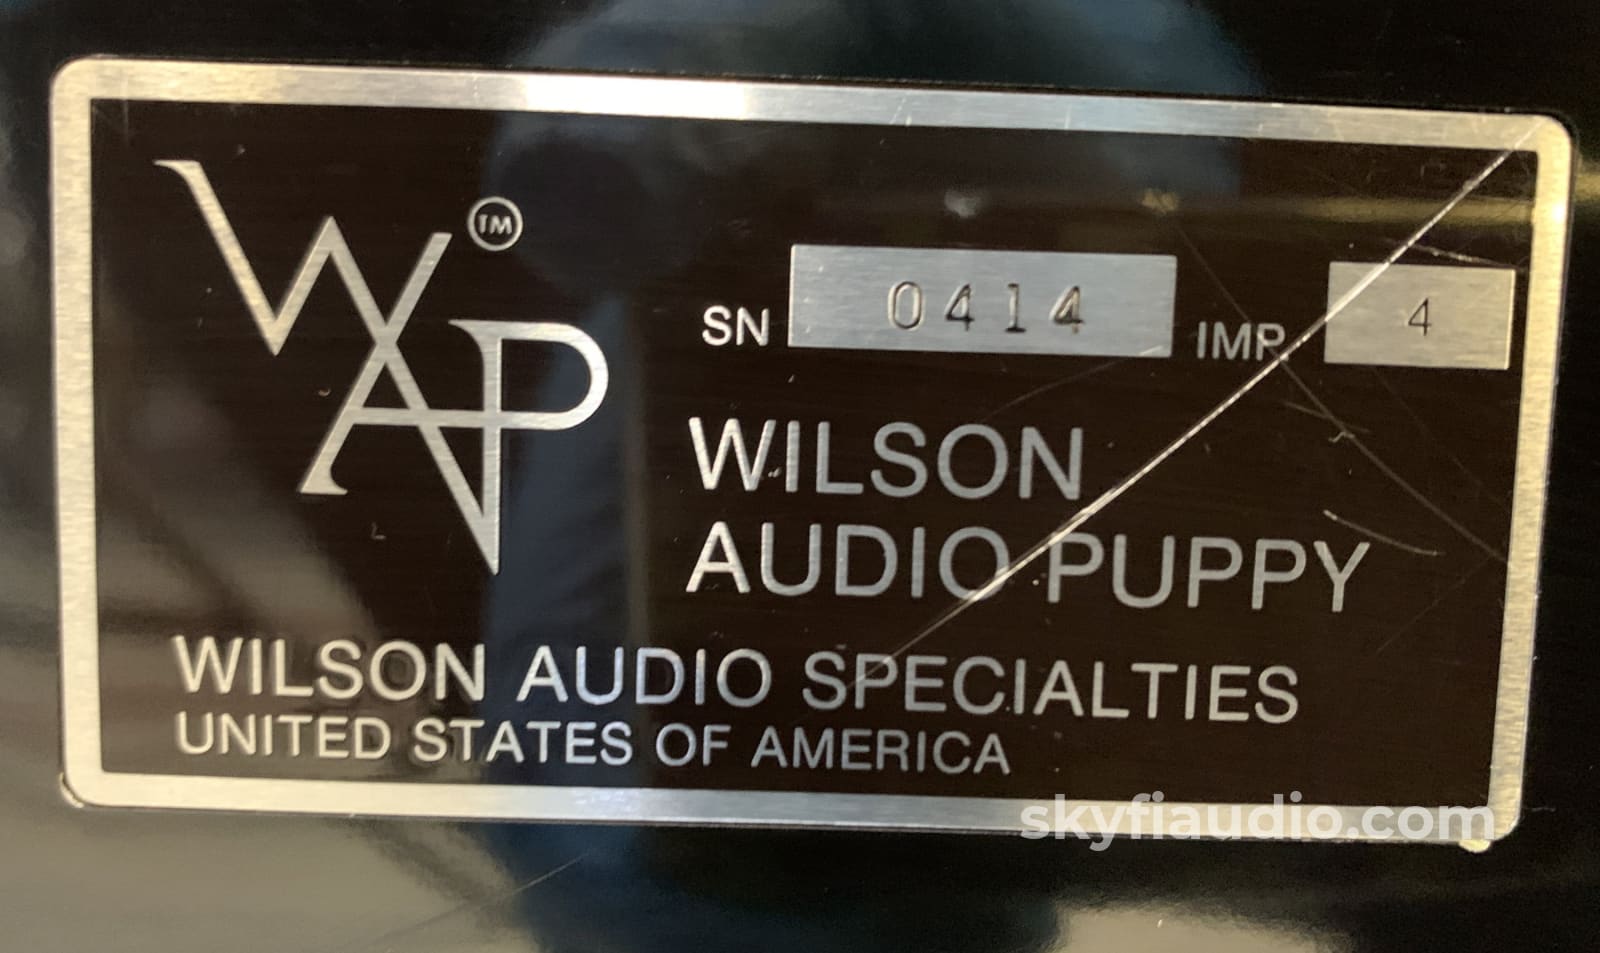 WAP ™
SN 0414 IMP 4
WILSON
AUDIO PUPPY
WILSON AUDIO SPECIALTIES
UNITED STATES OF AMERICA
skyfiaudio.com